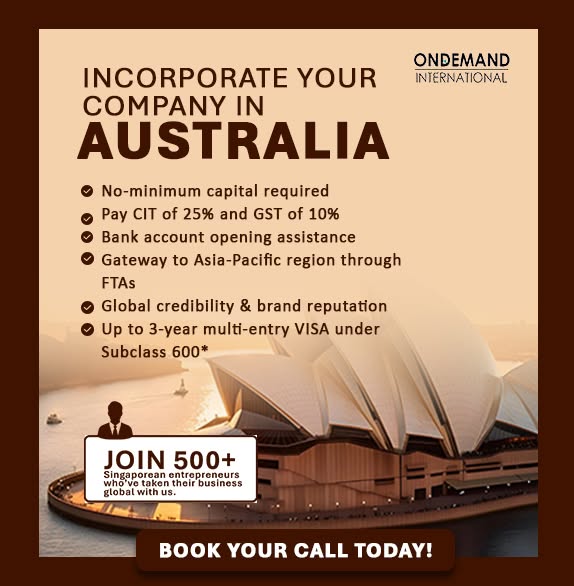 ONDEMAND
INTERNATIONAL
INCORPORATE YOUR
COMPANY IN
AUSTRALIA
No-minimum capital required
Pay CIT of 25% and GST of 10%
Bank account opening assistance
Gateway to Asia-Pacific region through
FTAs
Global credibility & brand reputation
Up to 3-year multi-entry VISA under
Subclass 600*
JOIN 500+
Singaporean entrepreneurs
who've taken their business
global with us.
BOOK YOUR CALL TODAY!